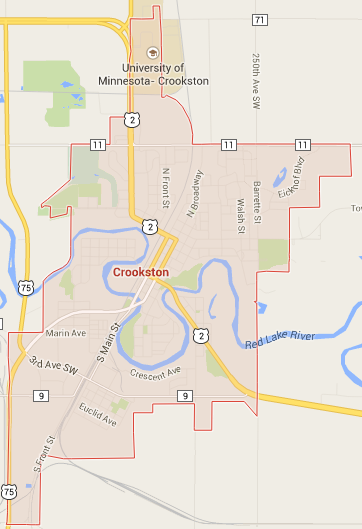 71
University of
Minnesota- Crookston
250th Ave SW
2
11
11
11
N Front St
N Broadway
Barrette St
Walsh St
Eickhof Blvd
2
Crookston
75
Marin Ave
S Main St
Red Lake River
2
3rd Ave SW
Crescent Ave
9
9
Euclid Ave
S Front St
75